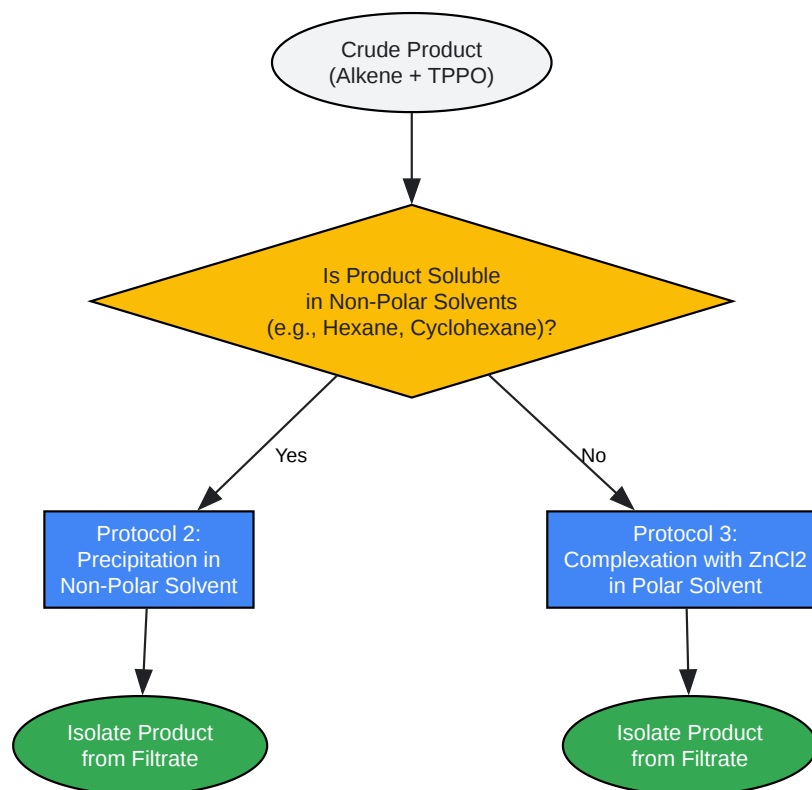 Crude Product
(Alkene + TPPO)
Is Product Soluble
in Non-Polar Solvents
(e.g., Hexane, Cyclohexane)?
Yes
No
Protocol 2:
Precipitation in
Non-Polar Solvent
Protocol 3:
Complexation with ZnCl2
in Polar Solvent
Isolate Product
from Filtrate
Isolate Product
from Filtrate